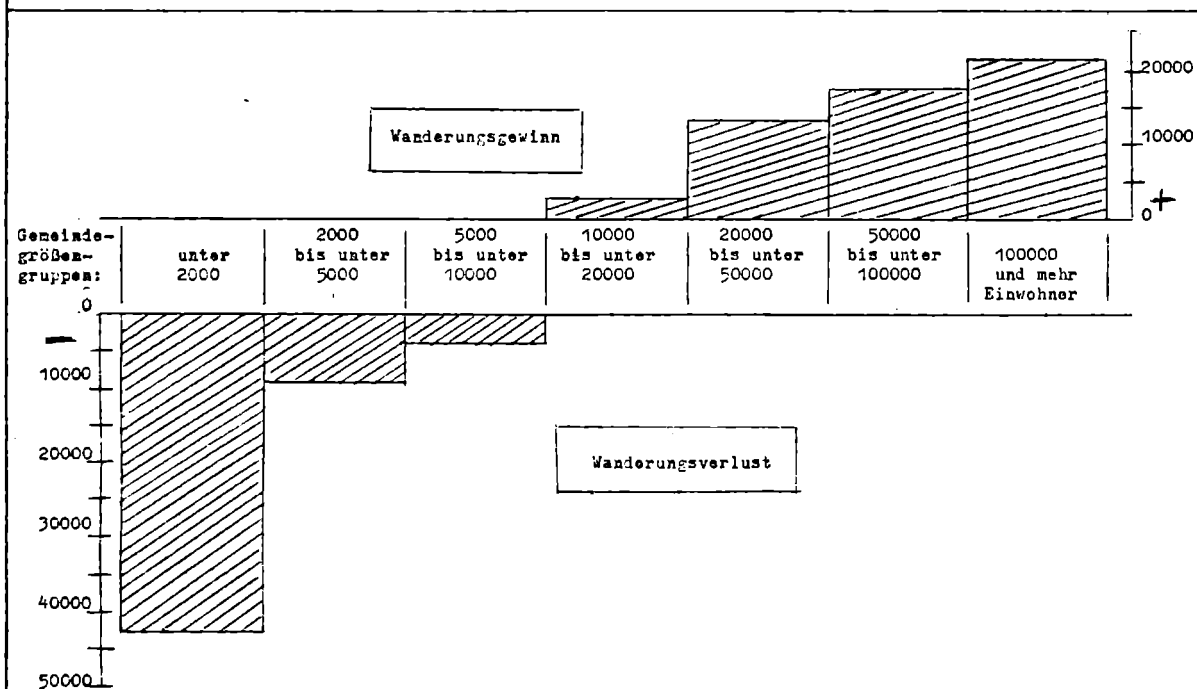 20000
Wanderungsgewinn
10000
0 +
Gemeinde-
größen-
gruppen:
unter
2000
2000
bis unter
5000
5000
bis unter
10000
10000
bis unter
20000
20000
bis unter
50000
50000
bis unter
100000
100000
und mehr
Einwohner
0
-
10000
20000
Wanderungsverlust
30000
40000
50000